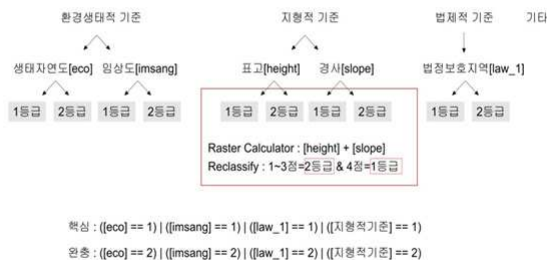 환경생태적 기준 지형적 기준 법제적 기준 기타
생태자연도[eco] 임상도[imsang] 표고[height] 경사[slope] 법정보호지역[law_1]
1등급 2등급 1등급 2등급 1등급 2등급 1등급 2등급 1등급 2등급
Raster Calculator : [height] + [slope]
Reclassify : 1~3점=2등급 & 4점=1등급
핵심 : ([eco] == 1) | ([imsang] == 1) | ([law_1] == 1) | ([지형적기준] == 1)
완충 : ([eco] == 2) | ([imsang] == 2) | ([law_1] == 2) | ([지형적기준] == 2)